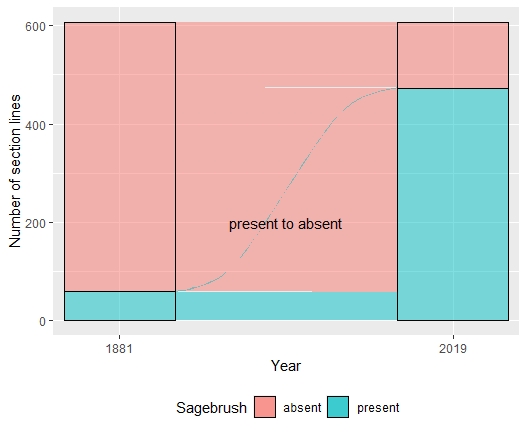 600
400
200
0
Number of section lines
present to absent
1881 2019
Year
Sagebrush absent present